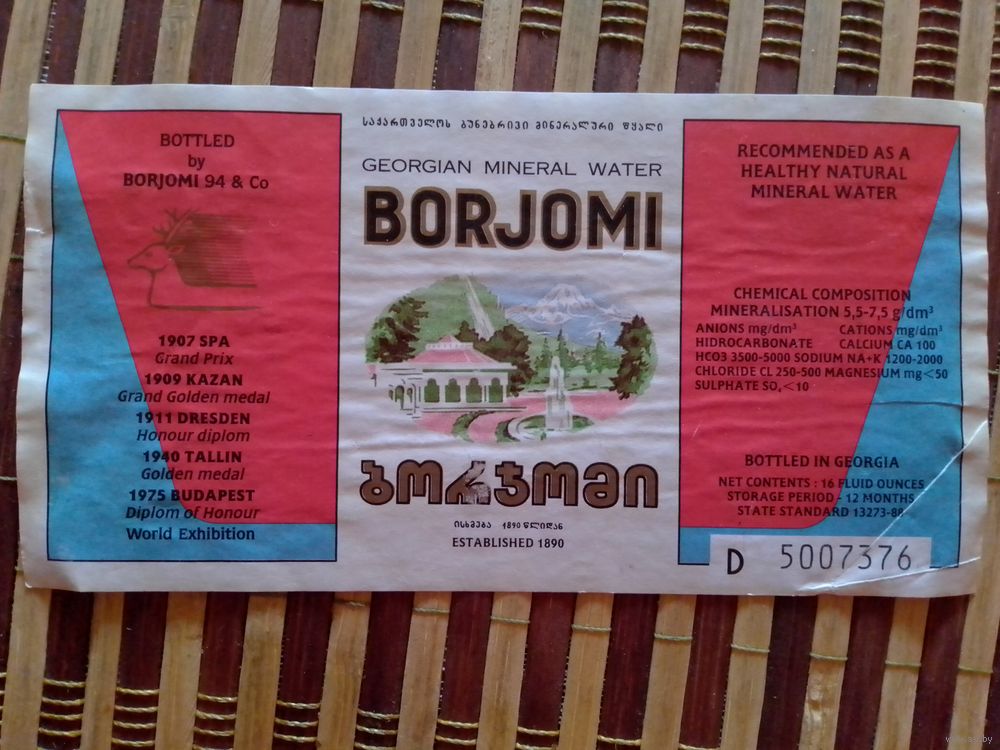 BOTTLED
by
BORJOMI 94 & Co
1907 SPA
Grand Prix
1909 KAZAN
Grand Golden medal
1911 DRESDEN
Honour diplom
1940 TALLIN
Golden medal
1975 BUDAPEST
Diplom of Honour
World Exhibition
საქართველოს ბუნებრივი მინერალური წყალი
GEORGIAN MINERAL WATER
BORJOMI
ბორჯომი
ისხმება 1890 წლიდან
ESTABLISHED 1890
RECOMMENDED AS A
HEALTHY NATURAL
MINERAL WATER
CHEMICAL COMPOSITION
MINERALISATION 5,5-7,5 g/dm³
ANIONS mg/dm³ CATIONS mg/dm³
HIDROCARBONATE CALCIUM CA 100
HCO3 3500-5000 SODIUM NA+K 1200-2000
CHLORIDE CL 250-500 MAGNESIUM mg<50
SULPHATE SO₄<10
BOTTLED IN GEORGIA
NET CONTENTS : 16 FLUID OUNCES
STORAGE PERIOD - 12 MONTHS
STATE STANDARD 13273-88
D 5007376